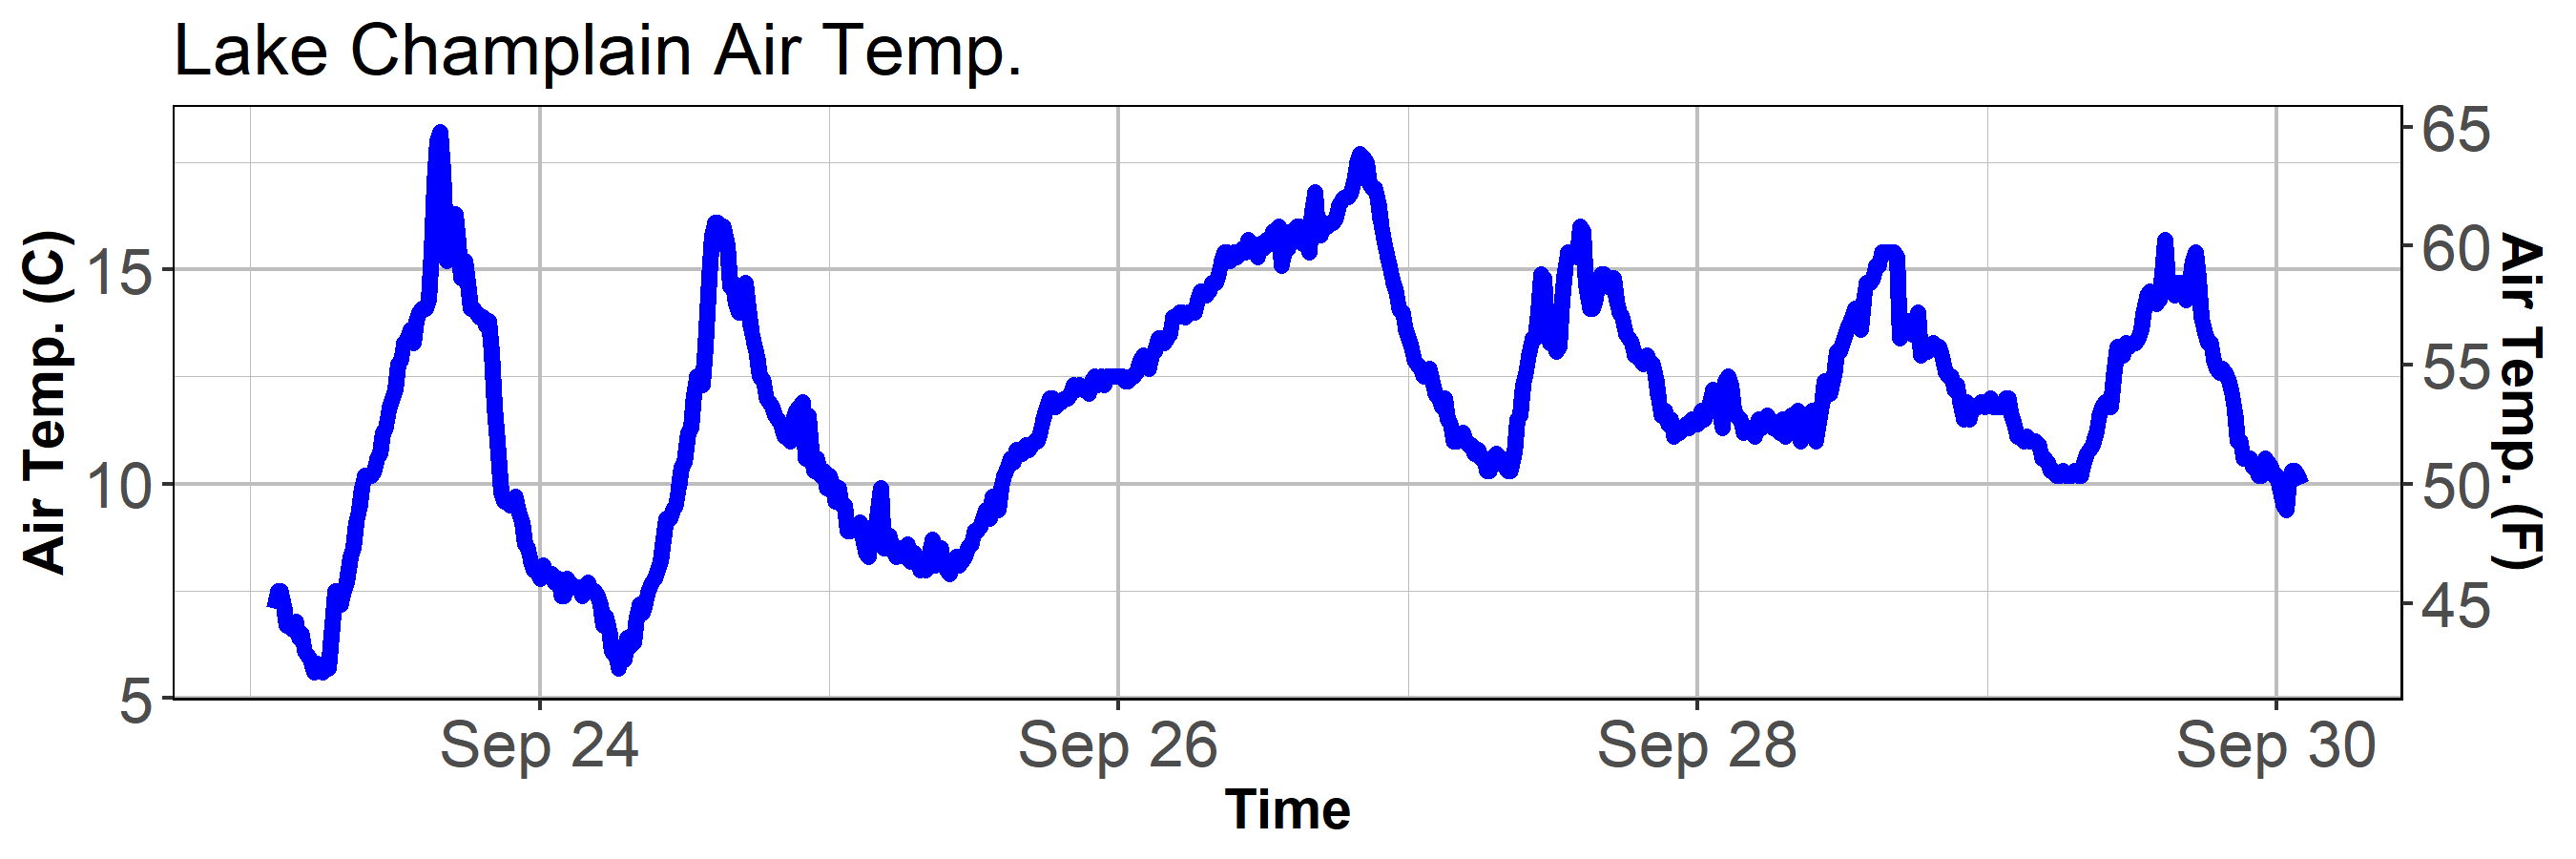 Lake Champlain Air Temp.
Air Temp. (C)
15
10
5
65
60
55
50
45
Air Temp. (F)
Sep 24
Sep 26
Sep 28
Sep 30
Time